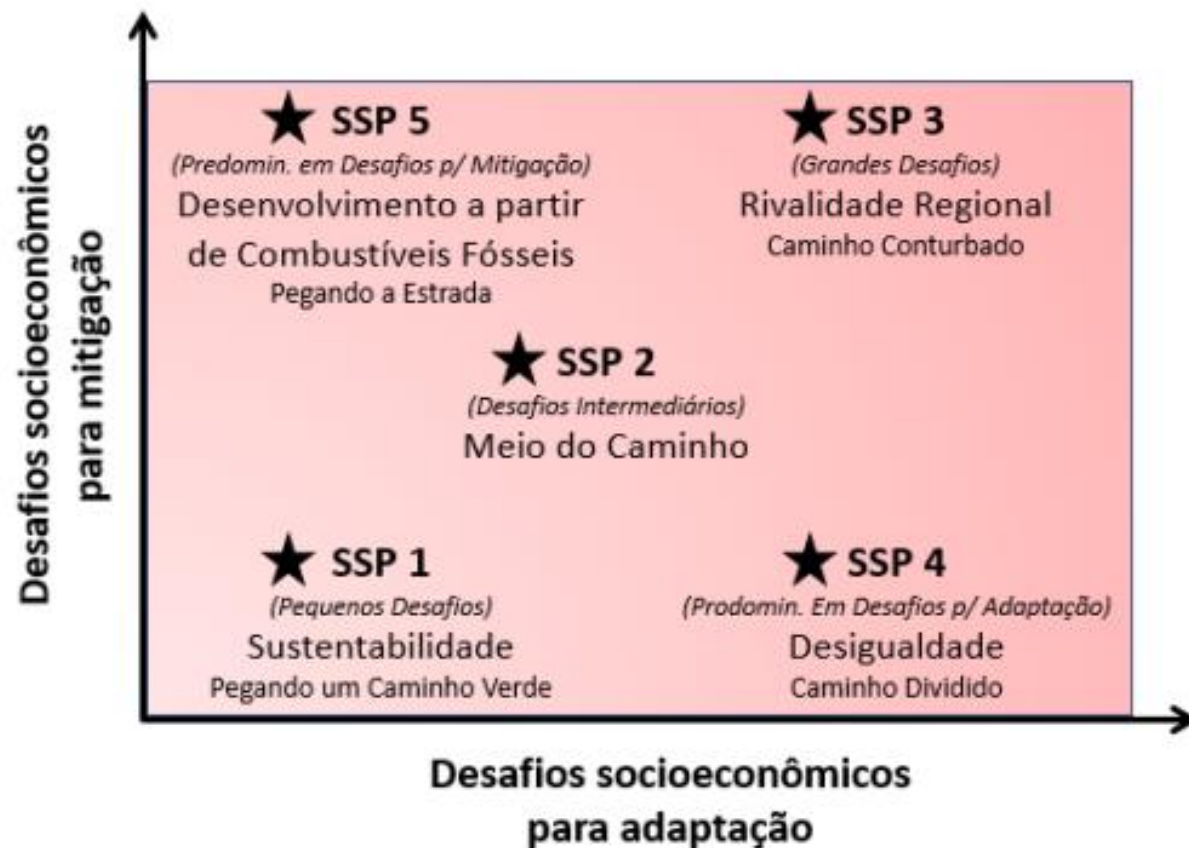 Desafios socioeconômicos
para mitigação
SSP 5
(Predomin. em Desafios p/ Mitigação)
Desenvolvimento a partir
de Combustíveis Fósseis
Pegando a Estrada
SSP 3
(Grandes Desafios)
Rivalidade Regional
Caminho Conturbado
SSP 2
(Desafios Intermediários)
Meio do Caminho
SSP 1
(Pequenos Desafios)
Sustentabilidade
Pegando um Caminho Verde
SSP 4
(Prodomin. Em Desafios p/ Adaptação)
Desigualdade
Caminho Dividido
Desafios socioeconômicos
para adaptação